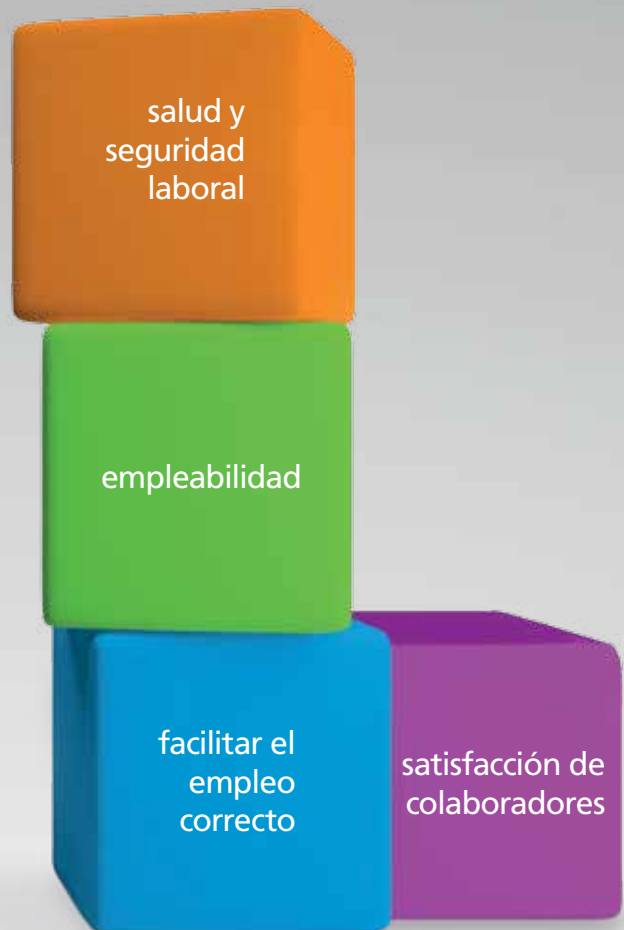 salud y
seguridad
laboral
empleabilidad
facilitar el
empleo
correcto
satisfacción de
colaboradores